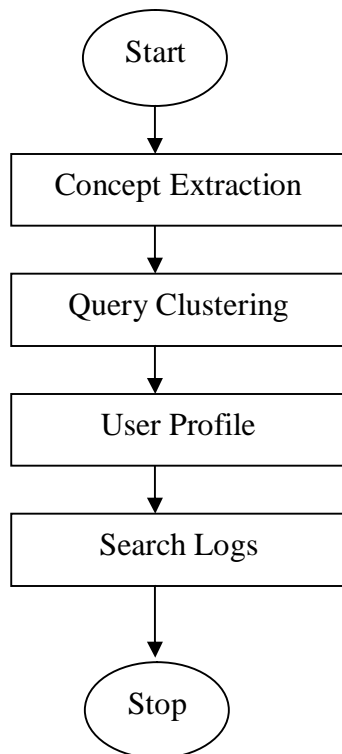 Start
Concept Extraction
Query Clustering
User Profile
Search Logs
Stop